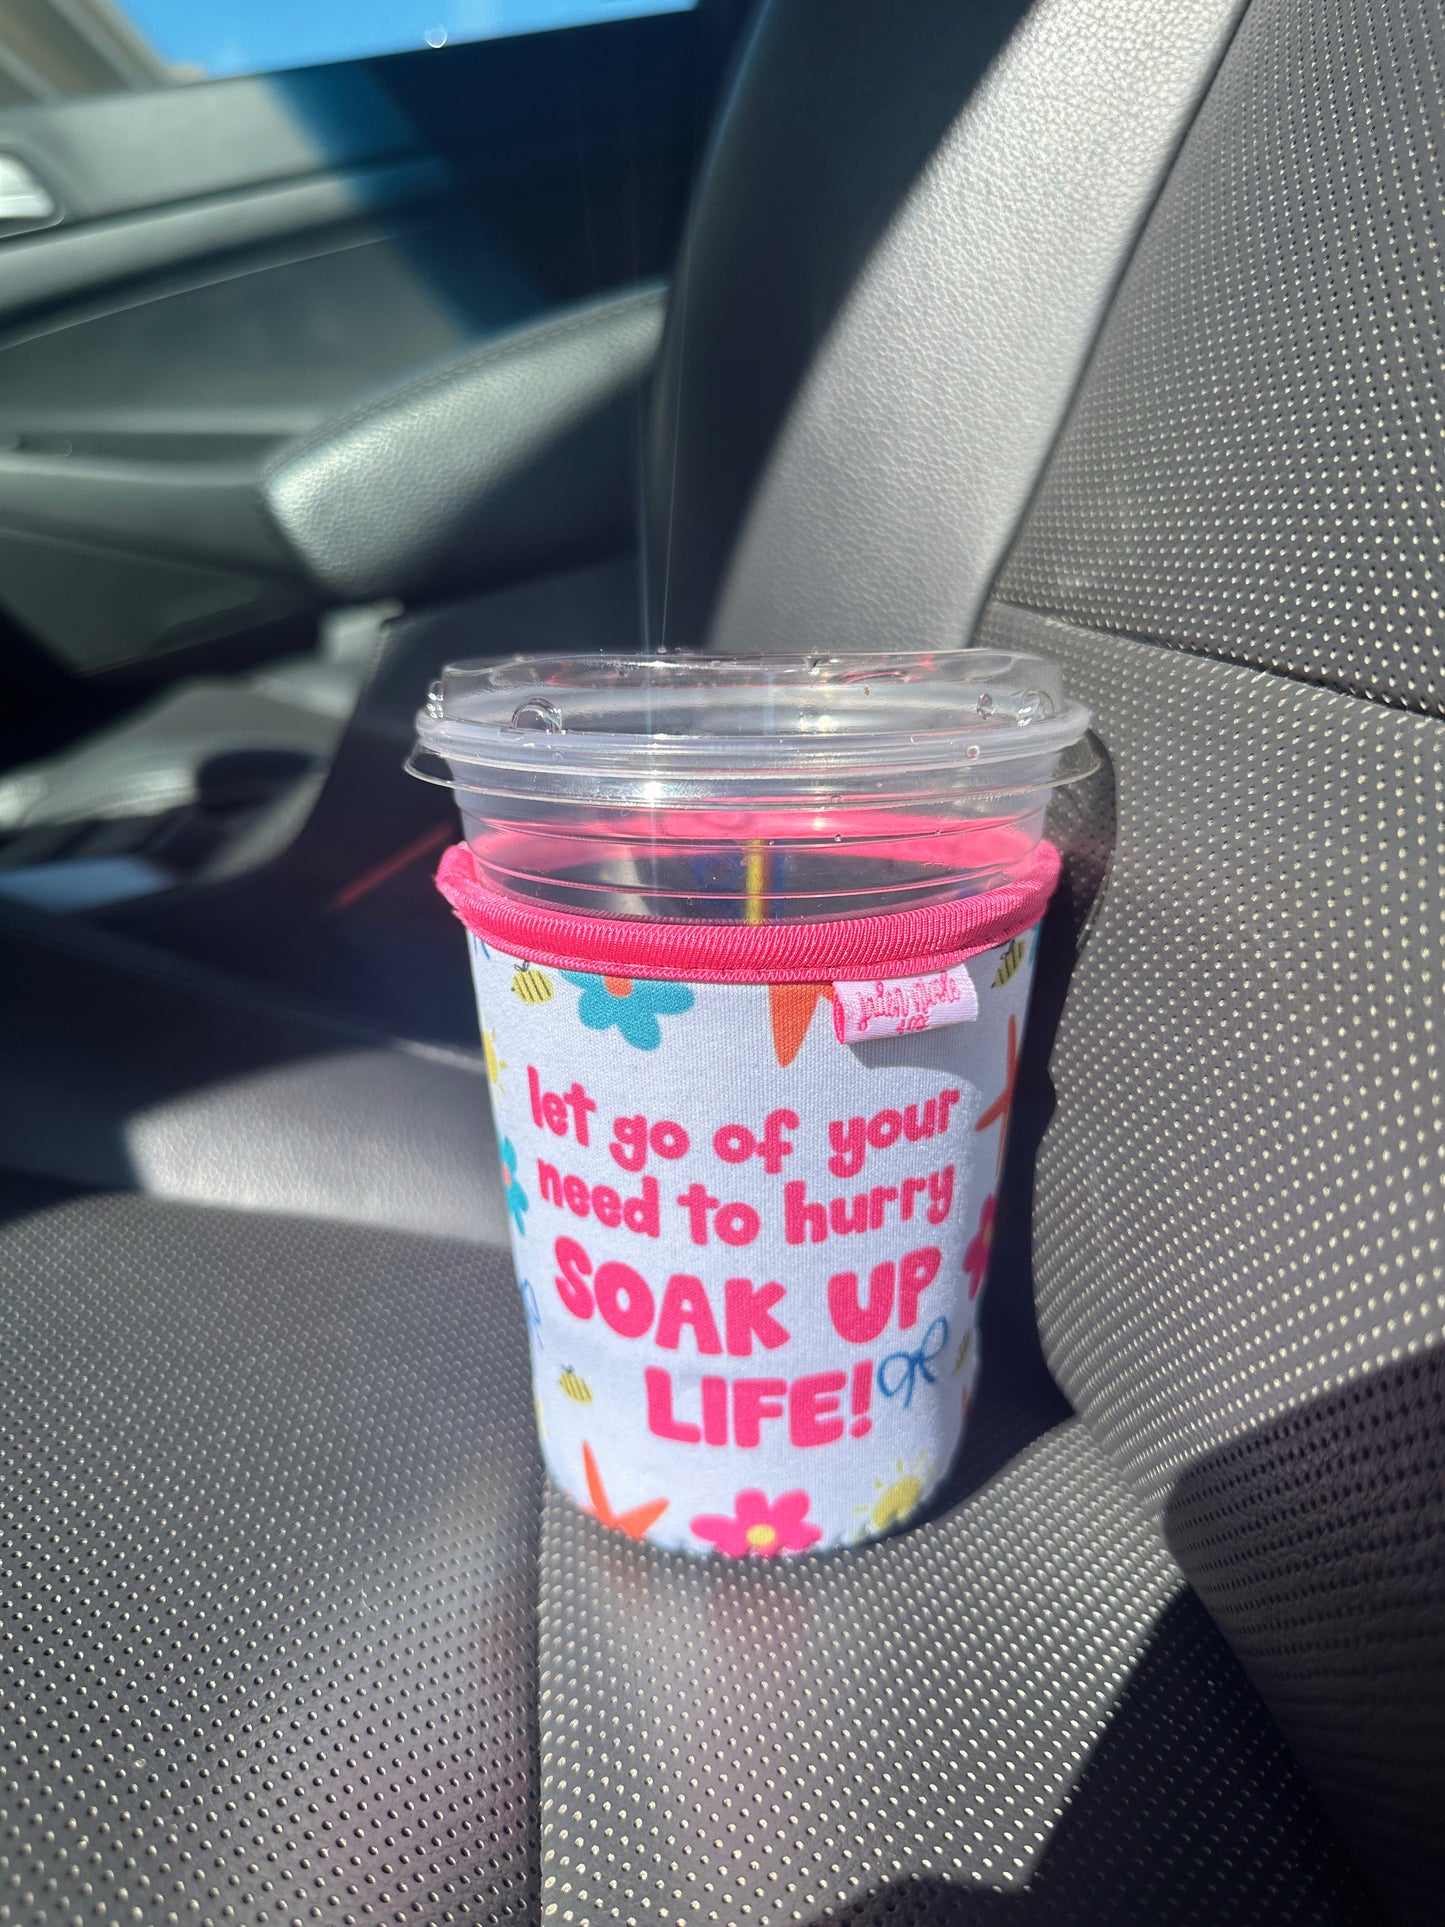 let go of your
need to hurry
SOAK UP
LIFE!